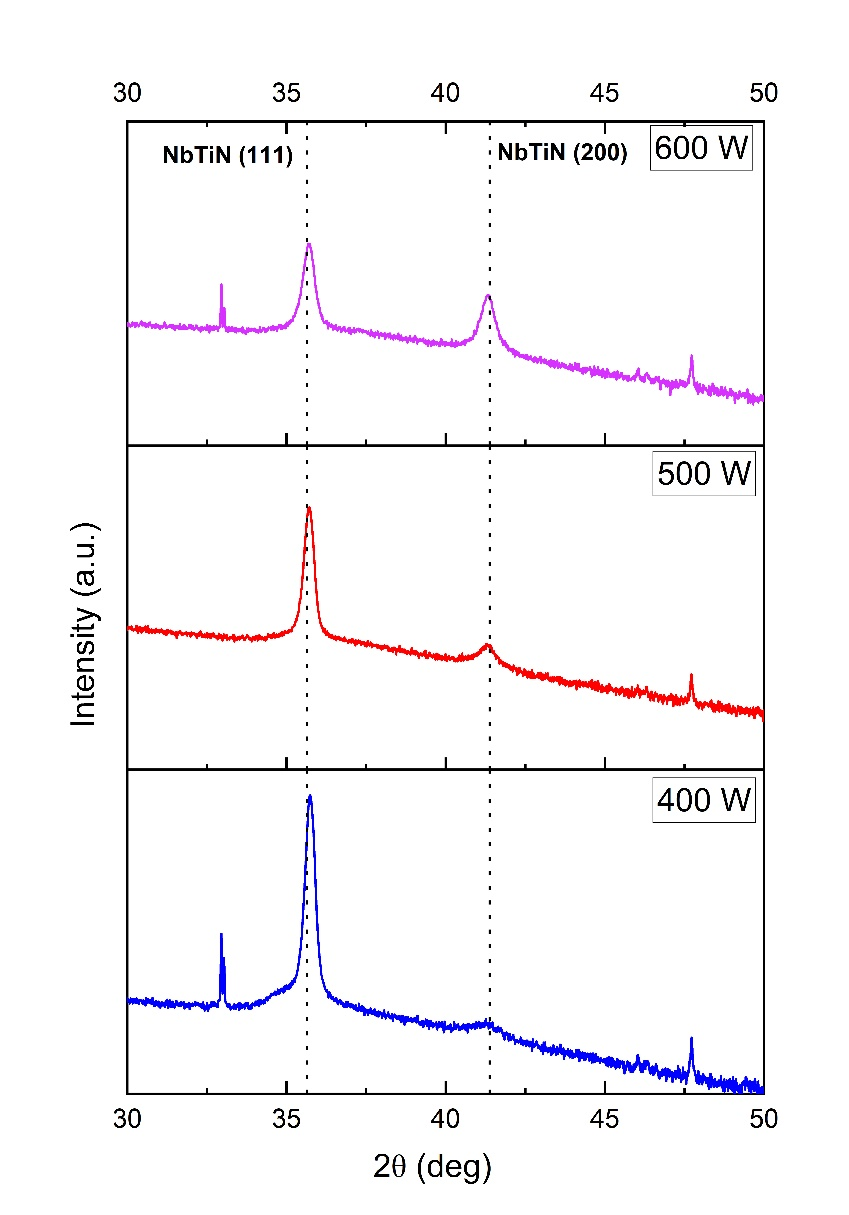 30 35 40 45 50
NbTiN (111)
NbTiN (200)
600 W
500 W
Intensity (a.u.)
400 W
30 35 40 45 50
2θ (deg)